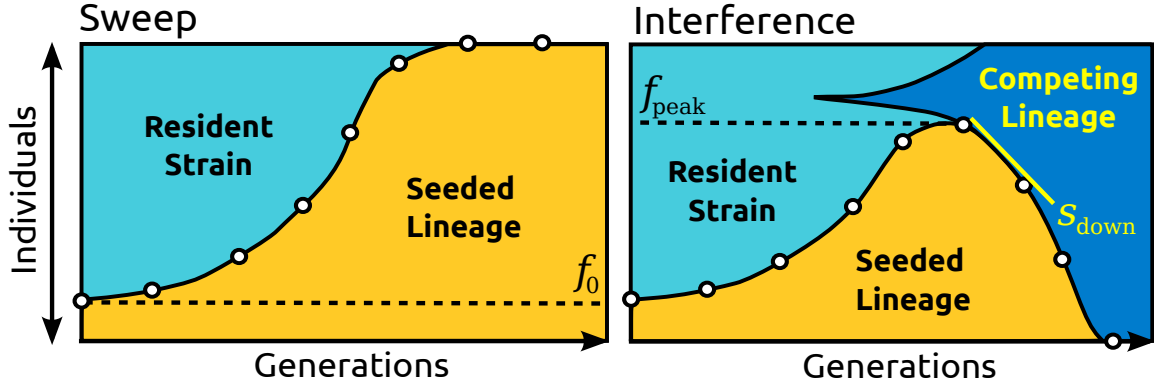 Sweep
Individuals
Resident
Strain
Seeded
Lineage
f0
Generations
Interference
fpeak
Competing
Lineage
Resident
Strain
sdown
Seeded
Lineage
Generations